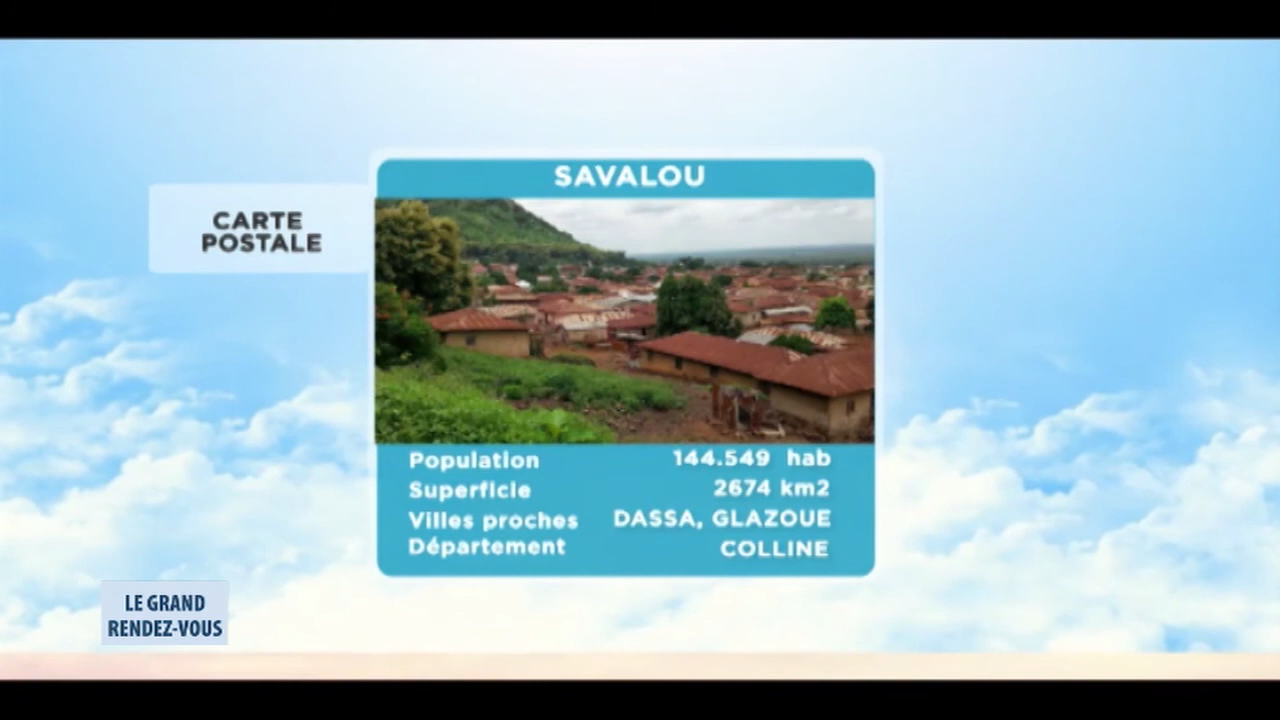 CARTE
POSTALE
SAVALOU
Population 144.549 hab
Superficie 2674 km2
Villes proches DASSA, GLAZOUE
Département COLLINE
LE GRAND
RENDEZ-VOUS